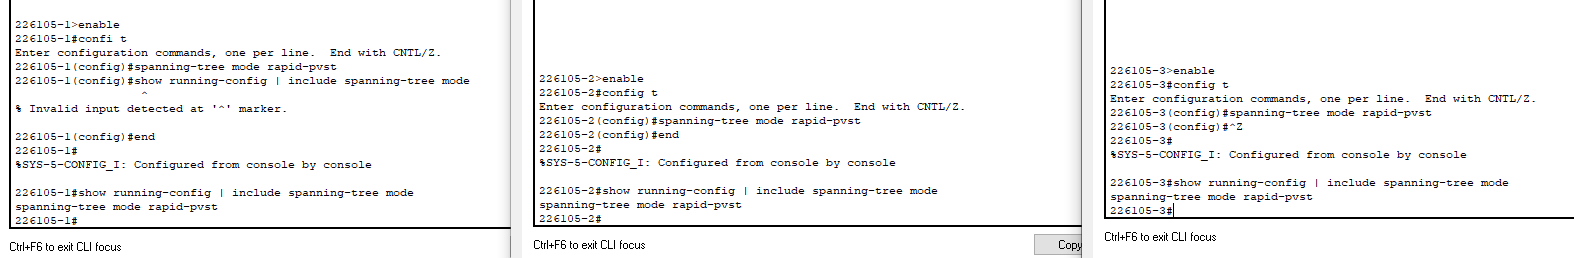 226105-1>enable
226105-1#confi t
Enter configuration commands, one per line.  End with CNTL/Z.
226105-1(config)#spanning-tree mode rapid-pvst
226105-1(config)#show running-config | include spanning-tree mode
^
% Invalid input detected at '^' marker.
226105-1(config)#end
226105-1#
%SYS-5-CONFIG_I: Configured from console by console
226105-1#show running-config | include spanning-tree mode
spanning-tree mode rapid-pvst
226105-1#
Ctrl+F6 to exit CLI focus
226105-2>enable
226105-2#config t
Enter configuration commands, one per line.  End with CNTL/Z.
226105-2(config)#spanning-tree mode rapid-pvst
226105-2(config)#end
226105-2#
%SYS-5-CONFIG_I: Configured from console by console
226105-2#show running-config | include spanning-tree mode
spanning-tree mode rapid-pvst
226105-2#
Ctrl+F6 to exit CLI focus
Copy
226105-3>enable
226105-3#config t
Enter configuration commands, one per line.  End with CNTL/Z.
226105-3(config)#spanning-tree mode rapid-pvst
226105-3(config)#^Z
226105-3#
%SYS-5-CONFIG_I: Configured from console by console
226105-3#show running-config | include spanning-tree mode
spanning-tree mode rapid-pvst
226105-3#
Ctrl+F6 to exit CLI focus